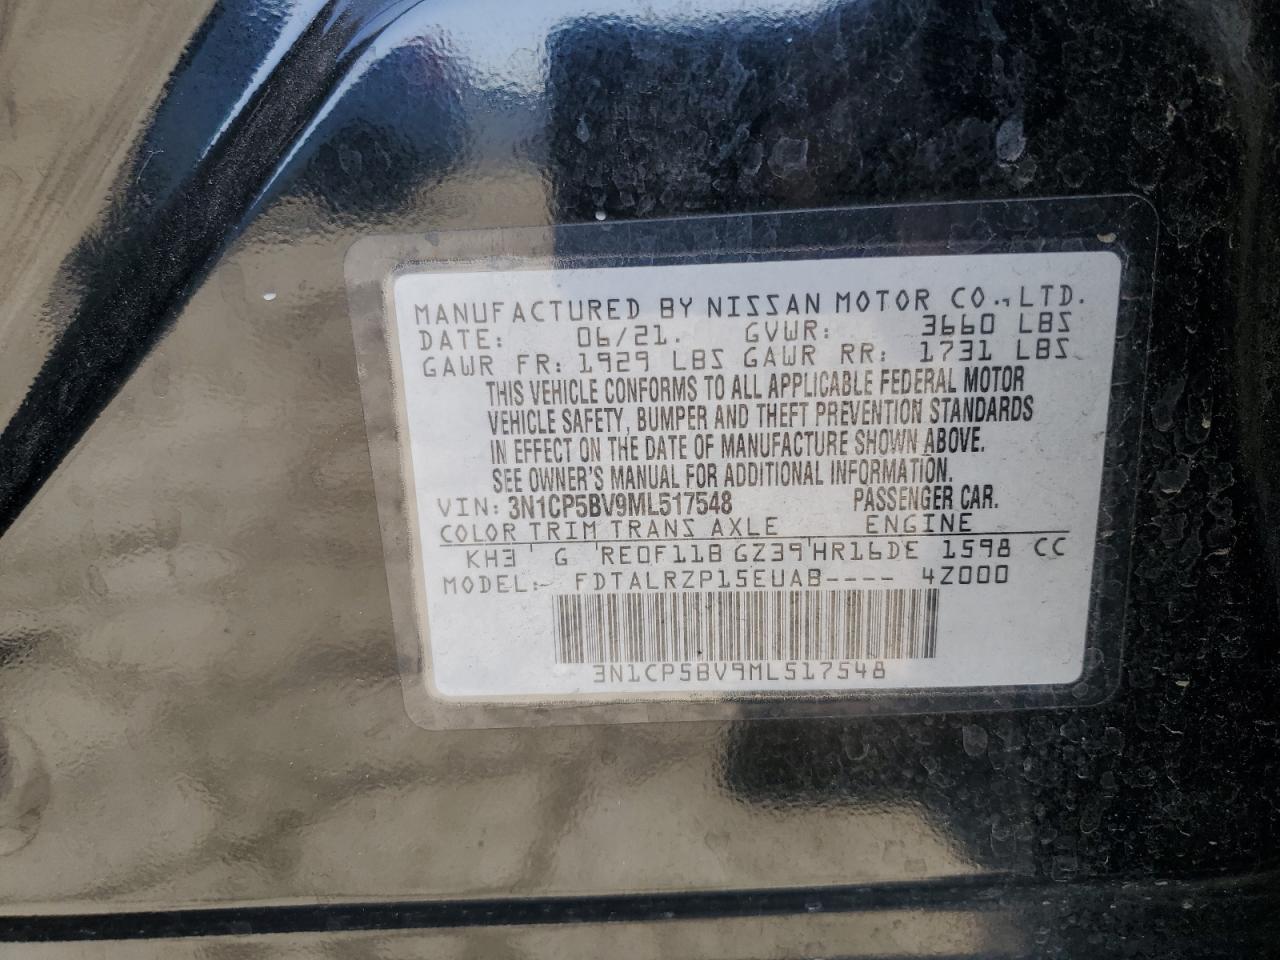 MANUFACTURED BY NISSAN MOTOR CO., LTD.
DATE: 06/21. GVWR: 3660 LBS
GAWR FR: 1929 LBS GAWR RR: 1731 LBS
THIS VEHICLE CONFORMS TO ALL APPLICABLE FEDERAL MOTOR
VEHICLE SAFETY, BUMPER AND THEFT PREVENTION STANDARDS
IN EFFECT ON THE DATE OF MANUFACTURE SHOWN ABOVE.
SEE OWNER'S MANUAL FOR ADDITIONAL INFORMATION.
VIN: 3N1CP5BV9ML517548 PASSENGER CAR.
COLOR TRIM TRANS AXLE ENGINE
KH3 G RE0F11B GZ39 HR16DE 1598 CC
MODEL: FDTALRZP15EUAB---- 4Z000
3N1CP5BV9ML517548